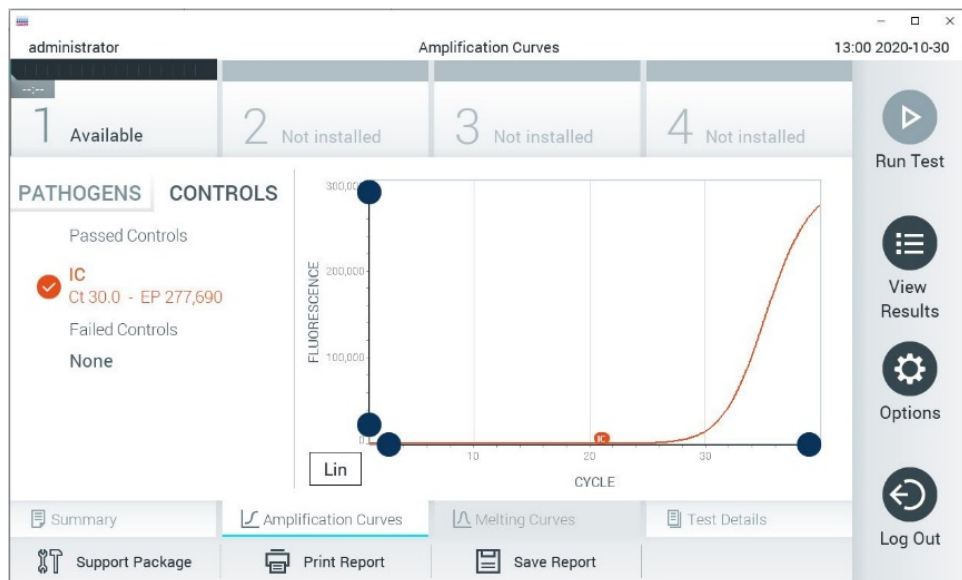 administrator
Amplification Curves
13:00 2020-10-30
--:--
1 Available
2 Not installed
3 Not installed
4 Not installed
Run Test
PATHOGENS CONTROLS
Passed Controls
IC
Ct 30.0 - EP 277,690
Failed Controls
None
300,00
200,000
100,000
0
FLUORESCENCE
IC
10 20 30
CYCLE
Lin
View
Results
Options
Log Out
Summary
Amplification Curves
Melting Curves
Test Details
Support Package
Print Report
Save Report